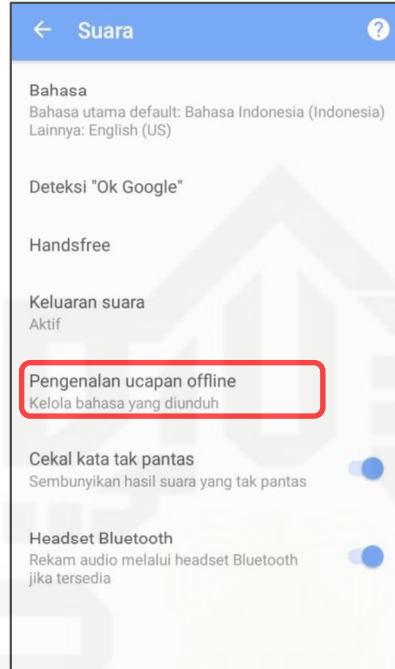 Suara
Bahasa
Bahasa utama default: Bahasa Indonesia (Indonesia)
Lainnya: English (US)
Deteksi "Ok Google"
Handsfree
Keluaran suara
Aktif
Pengenalan ucapan offline
Kelola bahasa yang diunduh
Cekal kata tak pantas
Sembunyikan hasil suara yang tak pantas
Headset Bluetooth
Rekam audio melalui headset Bluetooth
jika tersedia